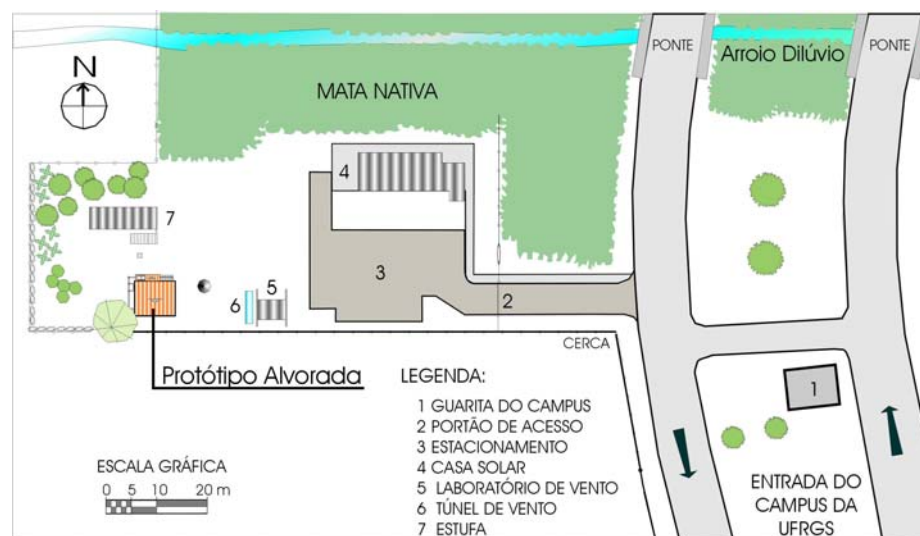 PONTE
Arroio Dilúvio
PONTE
N
MATA NATIVA
4
7
3
5
6
2
CERCA
Protótipo Alvorada
LEGENDA:
1 GUARITA DO CAMPUS
2 PORTÃO DE ACESSO
3 ESTACIONAMENTO
4 CASA SOLAR
5 LABORATÓRIO DE VENTO
6 TÚNEL DE VENTO
7 ESTUFA
1
ESCALA GRÁFICA
0 5 10 20 m
ENTRADA DO
CAMPUS DA
UFRGS